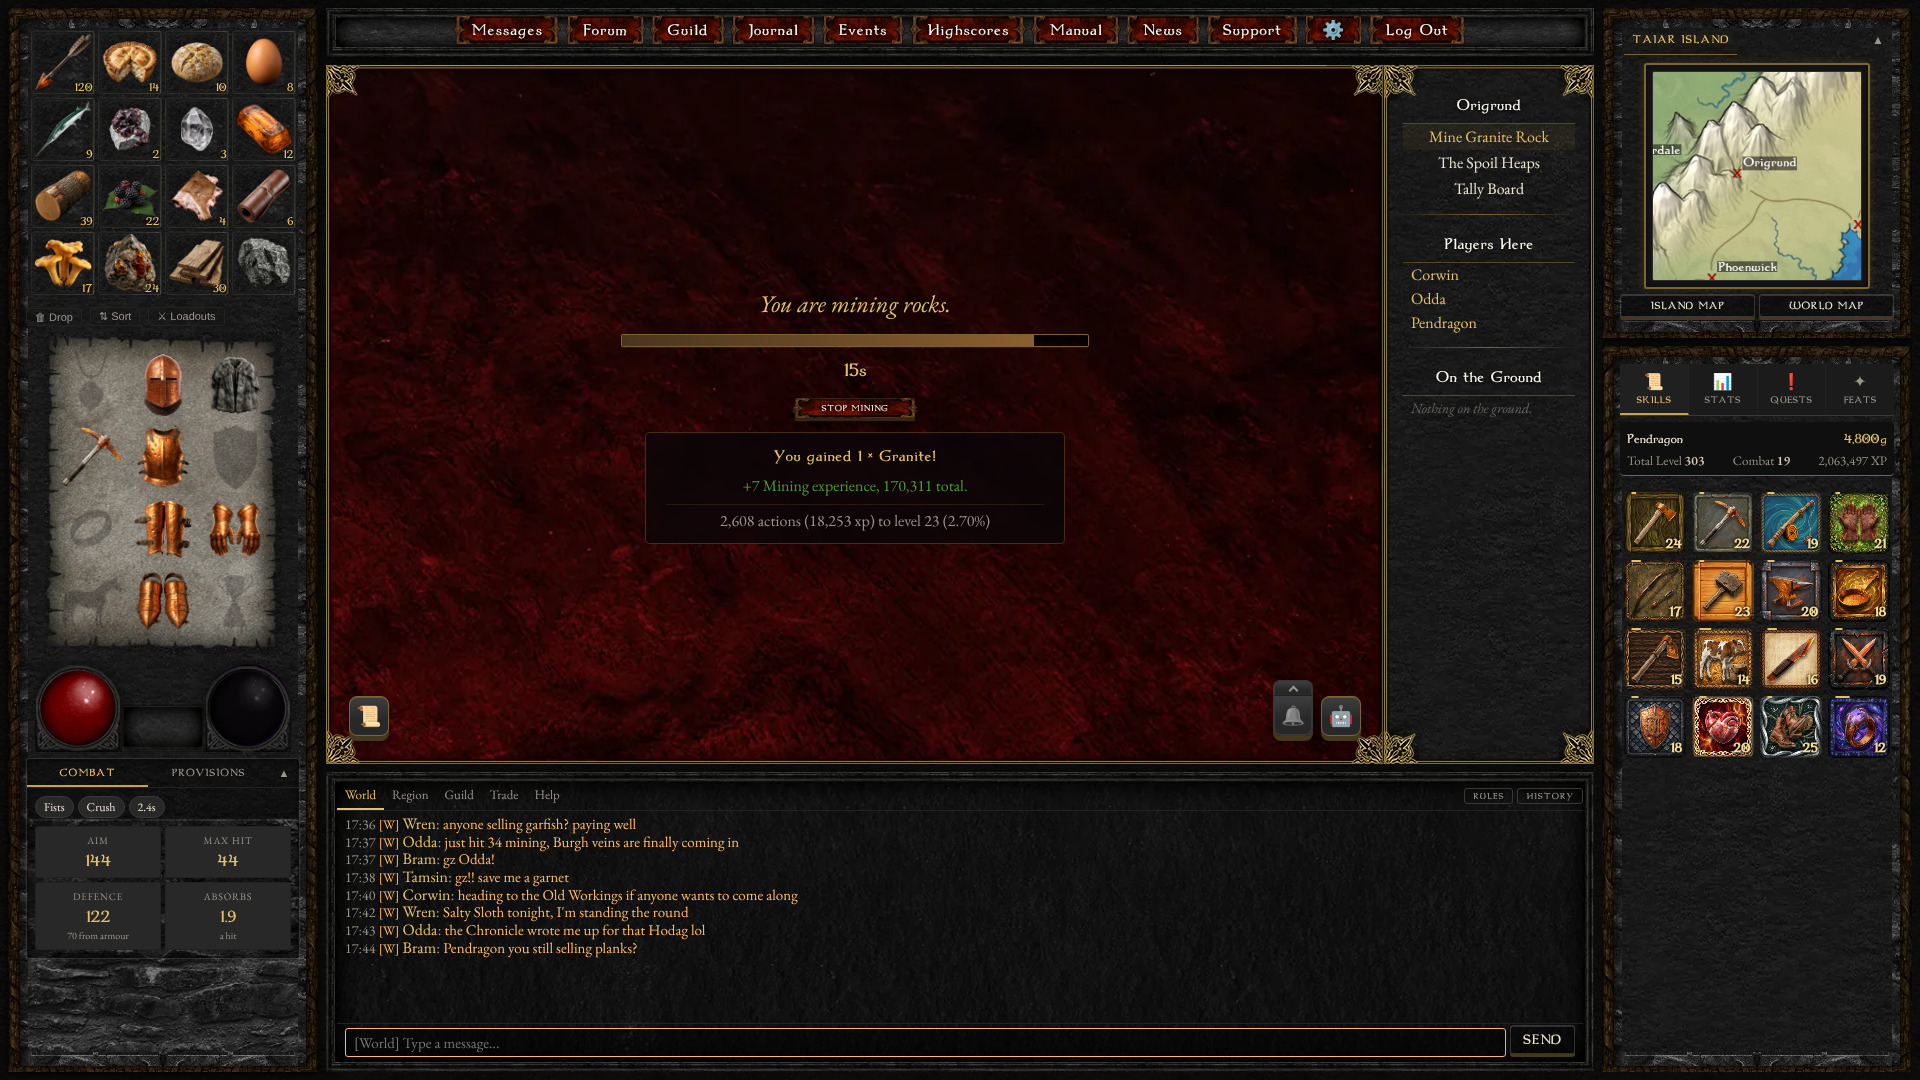 Messages Forum Guild Journal Events Highscores Manual News Support Log Out
120 14 10 8
9 2 3 12
39 22 4 6
17 24 30
Drop Sort Loadouts
COMBAT PROVISIONS
Fists Crush 2.4s
AIM MAX HIT
144 44
DEFENCE ABSORBS
122 1.9
70 from armour a hit
You are mining rocks.
15s
STOP MINING
You gained 1 × Granite!
+7 Mining experience, 170,311 total.
2,608 actions (18,253 xp) to level 23 (2.70%)
Origrund
Mine Granite Rock
The Spoil Heaps
Tally Board
Players Here
Corwin
Odda
Pendragon
On the Ground
Nothing on the ground.
World Region Guild Trade Help
RULES HISTORY
17:36 [W] Wren: anyone selling garfish? paying well
17:37 [W] Odda: just hit 34 mining, Burgh veins are finally coming in
17:37 [W] Bram: gz Odda!
17:38 [W] Tamsin: gz!! save me a garnet
17:40 [W] Corwin: heading to the Old Workings if anyone wants to come along
17:42 [W] Wren: Salty Sloth tonight, I'm standing the round
17:43 [W] Odda: the Chronicle wrote me up for that Hodag lol
17:44 [W] Bram: Pendragon you still selling planks?
[World] Type a message...
SEND
TAIAR ISLAND
rdale
Origrund
Phoenwick
ISLAND MAP WORLD MAP
SKILLS STATS QUESTS FEATS
Pendragon 4,800g
Total Level 303 Combat 19 2,063,497 XP
24 22 19 21
17 23 20 18
15 14 16 19
18 20 25 12